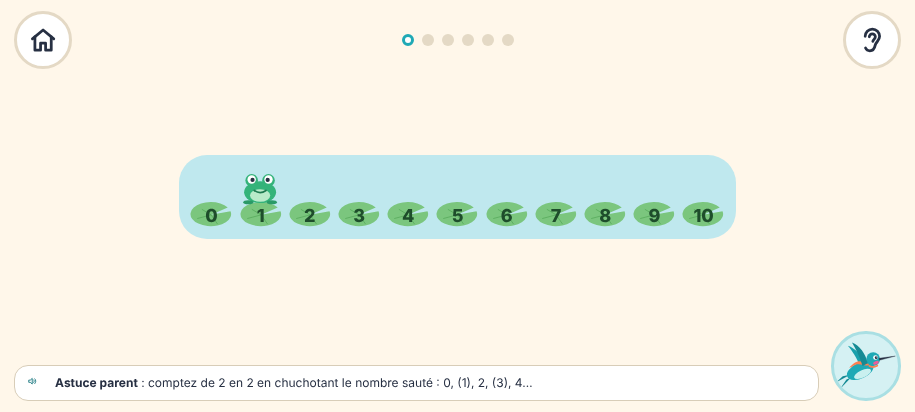 0 1 2 3 4 5 6 7 8 9 10
Astuce parent : comptez de 2 en 2 en chuchotant le nombre sauté : 0, (1), 2, (3), 4...